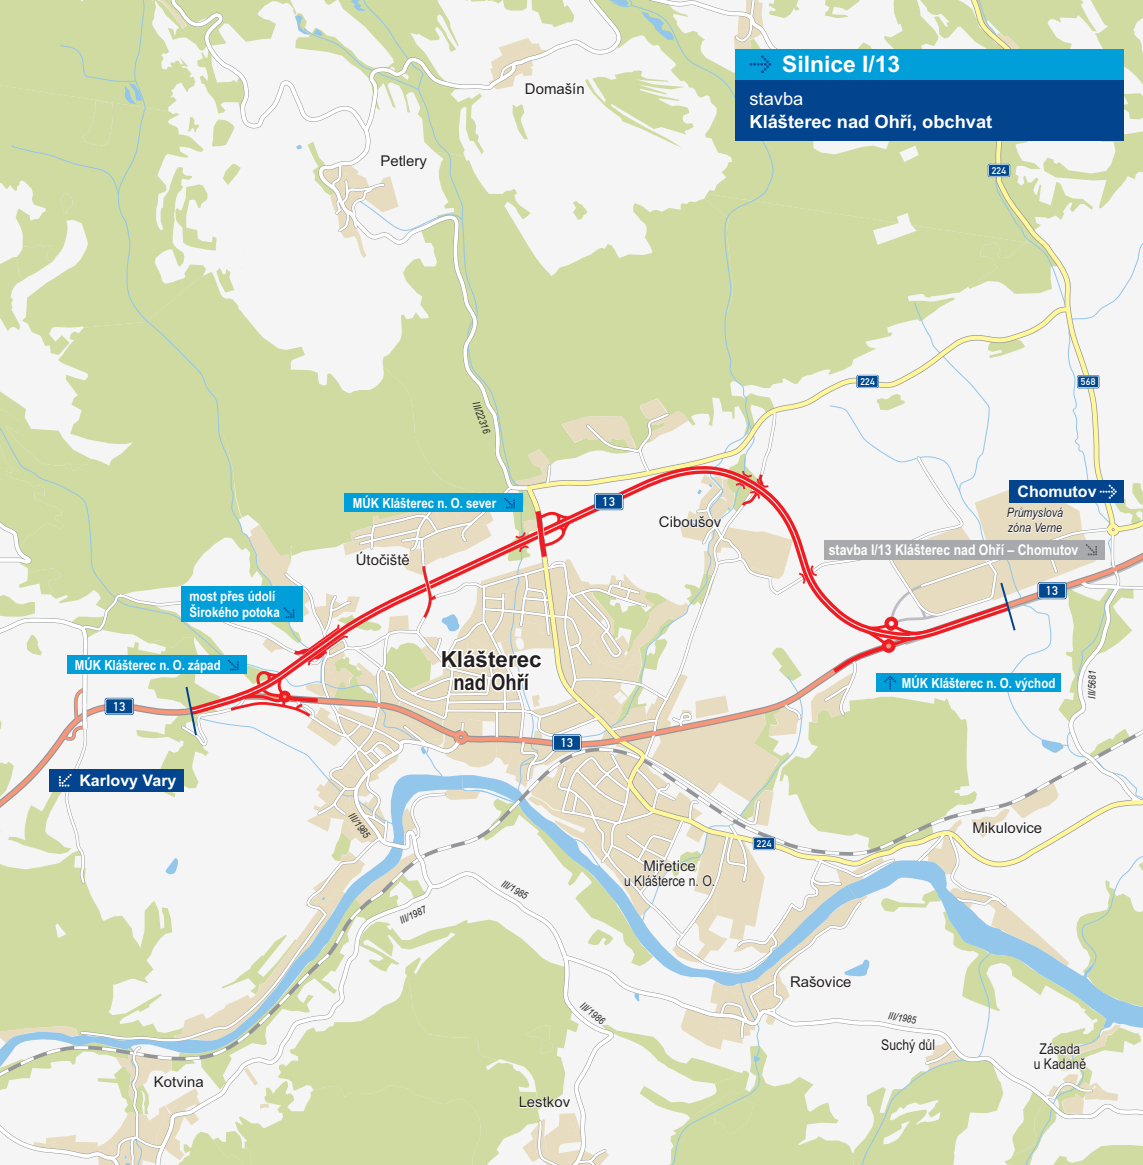 Silnice I/13
stavba
Klášterec nad Ohří, obchvat
Domašín
Petlery
224
224
568
III/22316
Chomutov
MÚK Klášterec n. O. sever
13
Průmyslová
zóna Verne
Ciboušov
stavba I/13 Klášterec nad Ohří – Chomutov
Útočiště
13
most přes údolí
Širokého potoka
MÚK Klášterec n. O. západ
Klášterec
nad Ohří
MÚK Klášterec n. O. východ
III/5681
13
13
Karlovy Vary
III/1985
Mikulovice
224
Miřetice
u Klášterce n. O.
III/1985
III/1987
Rašovice
III/1986
III/1985
Suchý důl
Zásada
u Kadaně
Kotvina
Lestkov